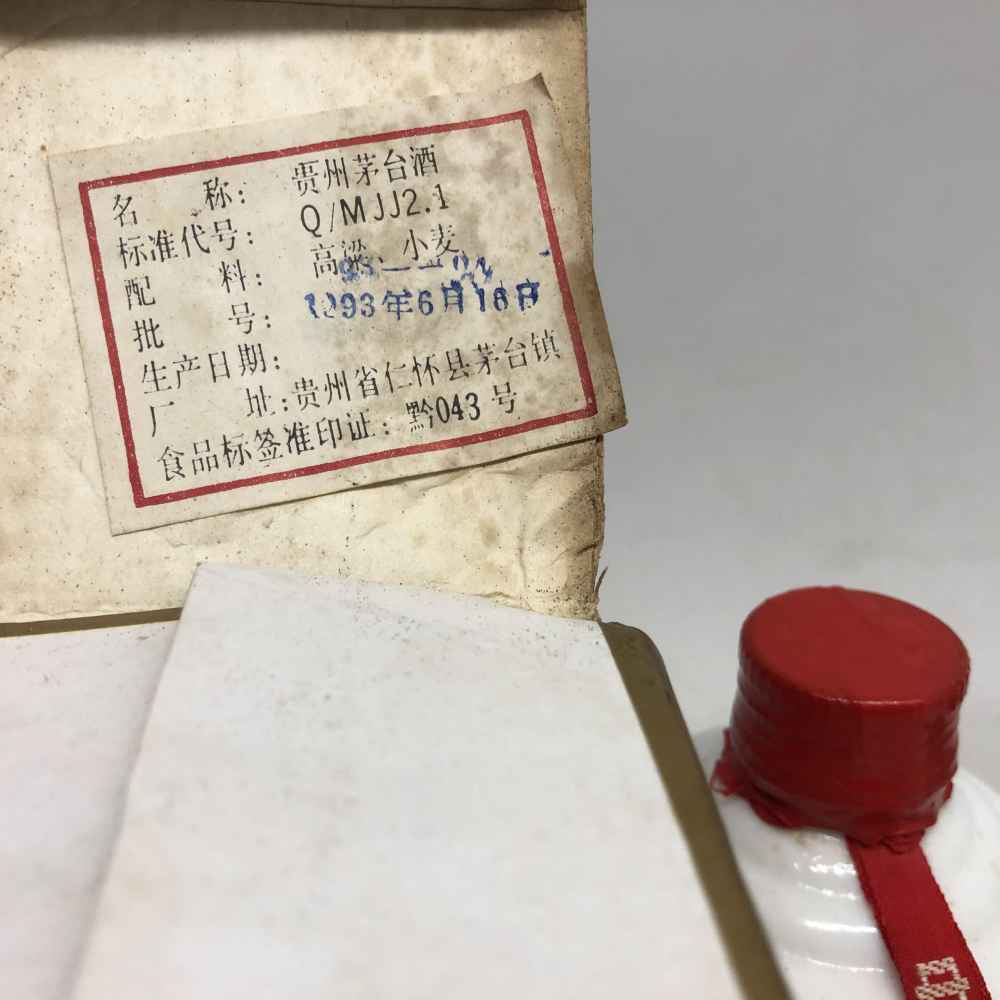 名 称: 贵州茅台酒
标准代号: Q/MJJ2.1
配 料: 高粱、小麦
批 号:
生产日期: 1993年6月16日
厂 址:贵州省仁怀县茅台镇
食品标签准印证: 黔043号